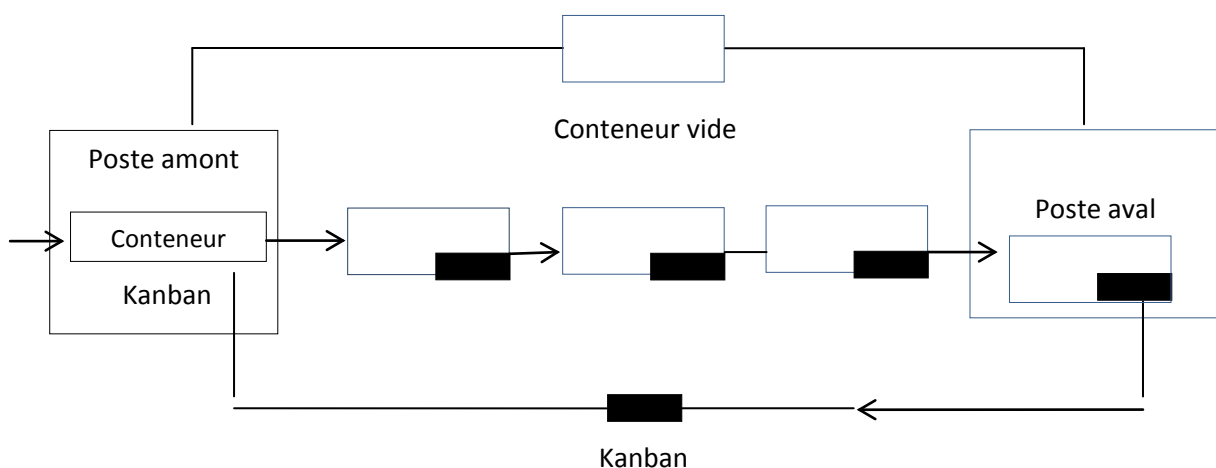 Conteneur vide
Poste amont
Conteneur
Kanban
Poste aval
Kanban